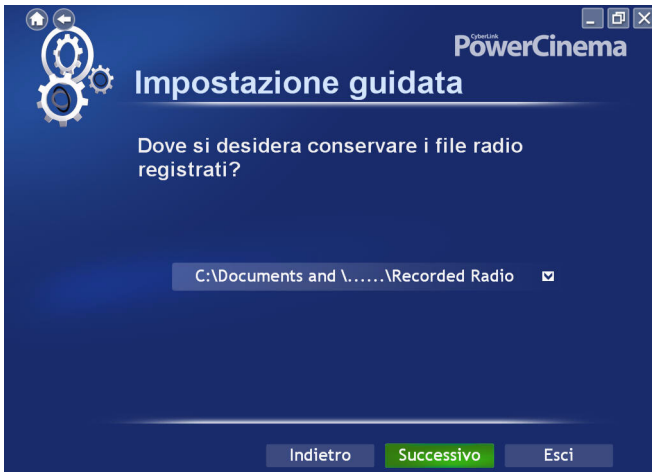 CyberLink
PowerCinema
Impostazione guidata
Dove si desidera conservare i file radio
registrati?
C:\Documents and \......\Recorded Radio
Indietro Successivo Esci